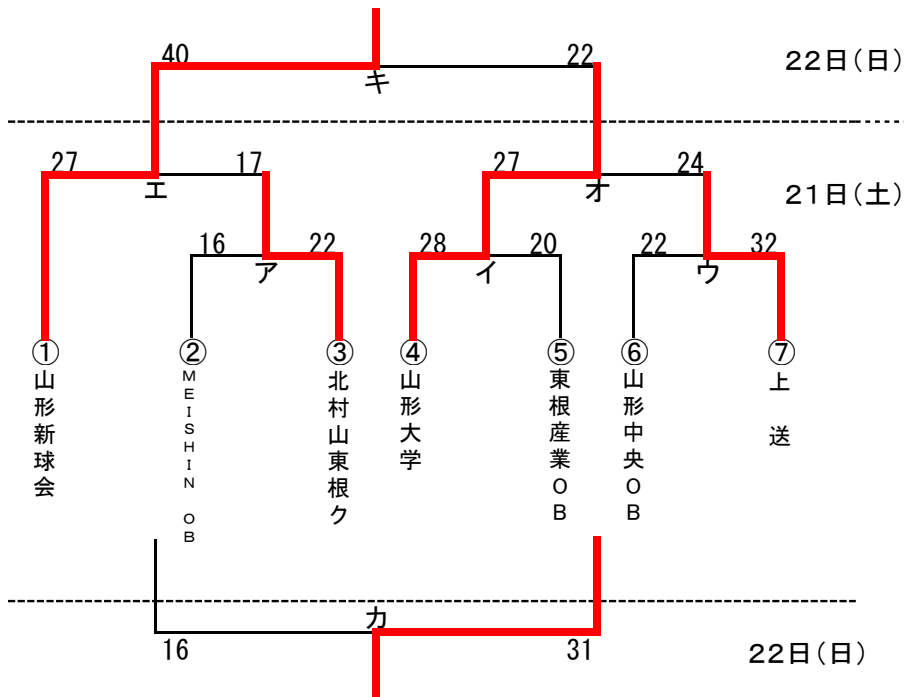 40
22
22日(日)
キ
27
17
27
24
エ
オ
21日(土)
16
22
28
20
22
32
ア
イ
ウ
①
②
③
④
⑤
⑥
⑦
山形新球会
MEISHIN OB
北村山東根ク
山形大学
東根産業OB
山形中央OB
上 送
カ
16
31
22日(日)